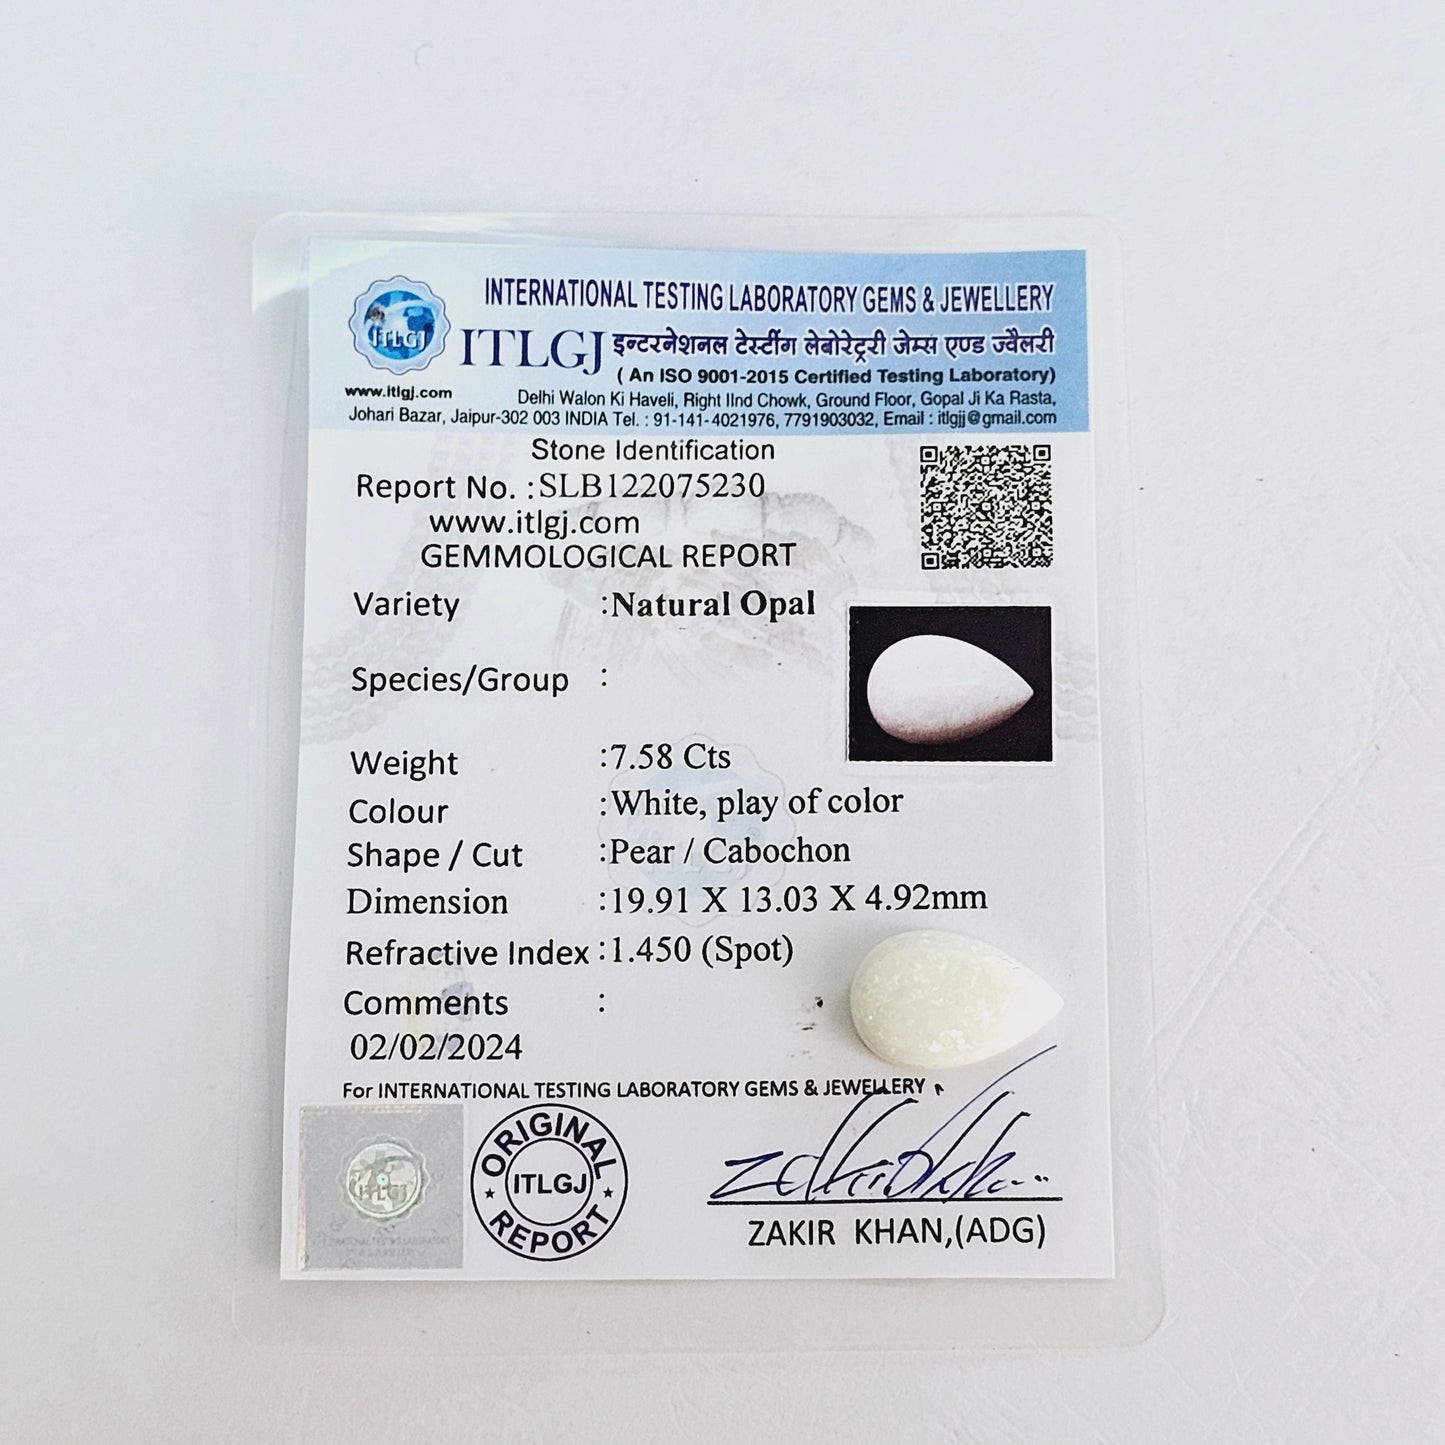 INTERNATIONAL TESTING LABORATORY GEMS & JEWELLERY
ITLGJ
ITLGJ इन्टरनेशनल टेस्टींग लेबोरेट्ररी जेम्स एण्ड ज्वैलरी
( An ISO 9001-2015 Certified Testing Laboratory)
www.itlgj.com
Delhi Walon Ki Haveli, Right IInd Chowk, Ground Floor, Gopal Ji Ka Rasta,
Johari Bazar, Jaipur-302 003 INDIA Tel. : 91-141-4021976, 7791903032, Email : itlgjj@gmail.com
Stone Identification
Report No. :SLB122075230
www.itlgj.com
GEMMOLOGICAL REPORT
Variety :Natural Opal
Species/Group :
Weight :7.58 Cts
Colour :White, play of color
Shape / Cut :Pear / Cabochon
Dimension :19.91 X 13.03 X 4.92mm
Refractive Index :1.450 (Spot)
Comments :
02/02/2024
For INTERNATIONAL TESTING LABORATORY GEMS & JEWELLERY
ITLGJ
ORIGINAL
ITLGJ
REPORT
ZAKIR KHAN,(ADG)